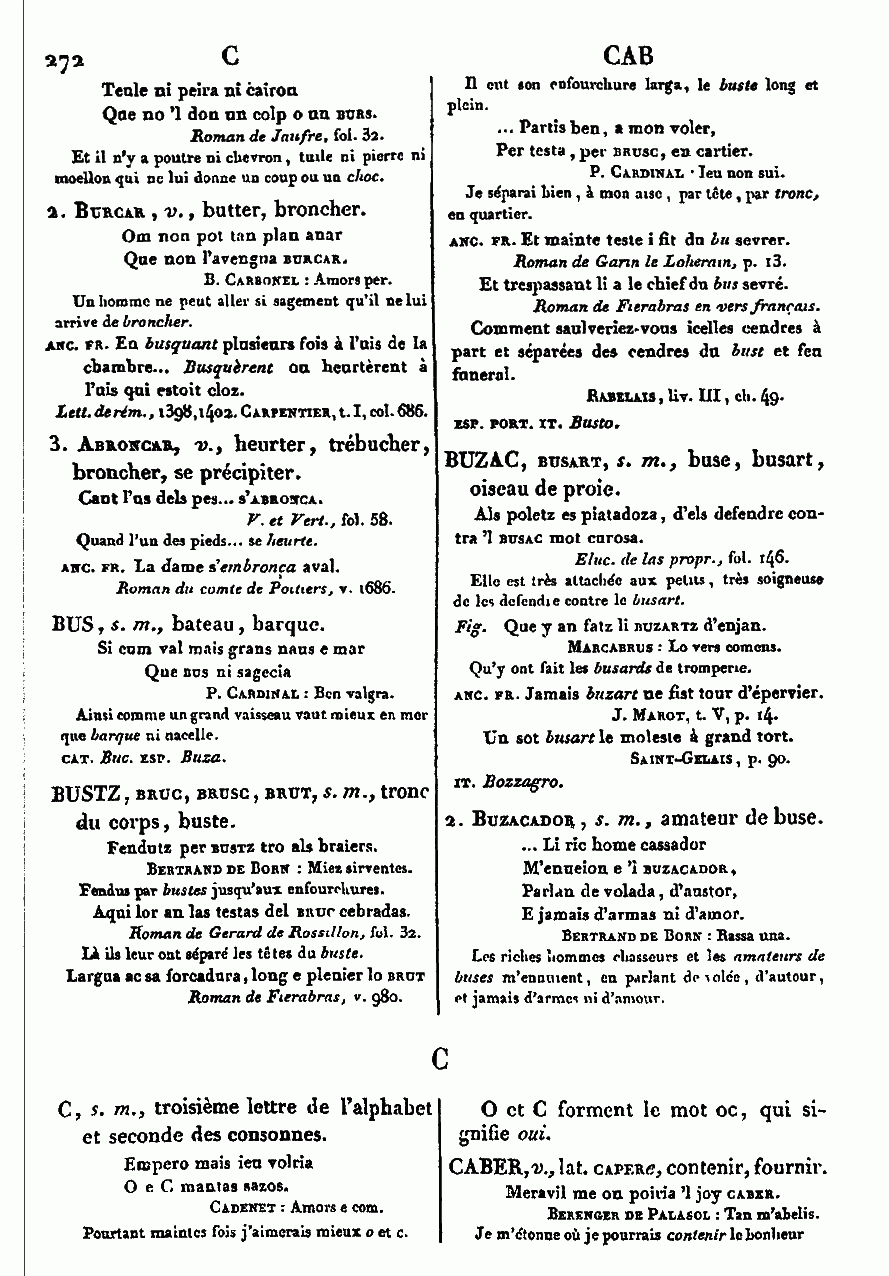 272 C CAB
Teule ni peira ni cairon
Que no 'l don un colp o un BURS.
Roman de Jaufre, fol. 32.
Et il n'y a poutre ni chevron, tuile ni pierre ni
moellon qui ne lui donne un coup ou un choc.
2. BURCAR, v., butter, broncher.
Om non pot tan plan anar
Que non l'avengua BURCAR.
B. CARBONEL : Amors per.
Un homme ne peut aller si sagement qu'il ne lui
arrive de broncher.
ANC. FR. En busquant plusieurs fois à l'uis de la
chambre... Busquèrent ou heurtèrent à
l'uis qui estoit cloz.
Lett. de rém., 1398, 1402. CARPENTIER, t. I, col. 686.
3. ABRONCAR, v., heurter, trébucher,
broncher, se précipiter.
Cant l'us dels pes... s'ABRONCA.
V. et Vert., fol. 58.
Quand l'un des pieds... se heurte.
ANC. FR. La dame s'embronça aval.
Roman du comte de Poitiers, v. 1686.
BUS, s. m., bateau, barque.
Si cum val mais grans naus e mar
Que BUS ni sagecia
P. CARDINAL : Ben valgra.
Ainsi comme un grand vaisseau vaut mieux en mer
que barque ni nacelle.
CAT. Buc. ESP. Buza.
BUSTZ, BRUC, BRUSC, BRUT, s. m., tronc
du corps, buste.
Fendutz per BUSTZ tro als braiers.
BERTRAND DE BORN : Miez sirventes.
Fendus par bustes jusqu'aux enfourchures.
Aqui lor an las testas del BRUC cebradas.
Roman de Gerard de Rossillon, fol. 32.
Là ils leur ont séparé les têtes du buste.
Largua ac sa forcadura, long e plenier lo BRUT
Roman de Fierabras, v. 980.
Il eut son enfourchure large, le buste long et
plein.
... Partis ben, a mon voler,
Per testa, per BRUSC, en cartier.
P. CARDINAL : Ieu non sui.
Je séparai bien, à mon aise, par tête, par tronc,
en quartier.
ANC. FR. Et mainte teste i fit du bu sevrer.
Roman de Garin le Loherain, p. 13.
Et trespassant li a le chief du bus sevré.
Roman de Fierabras en vers français.
Comment saulveriez-vous icelles cendres à
part et séparées des cendres du bust et feu
funeral.
RABELAIS, liv. III, ch. 49.
ESP. PORT. IT. Busto.
BUZAC, BUSART, s. m., buse, busart,
oiseau de proie.
Als poletz es piatadoza, d'els defendre con-
tra 'l BUSAC mot curosa.
Eluc. de las propr., fol. 146.
Elle est très attachée aux petits, très soigneuse
de les defendre contre le busart.
Fig. Que y an fatz li BUZARTZ d'enjan.
MARCABRUS : Lo vers comens.
Qu'y ont fait les busards de tromperie.
ANC. FR. Jamais buzart ne fist tour d'épervier.
J. MAROT, t. V, p. 14.
Un sot busart le moleste à grand tort.
SAINT-GELAIS, p. 90.
IT. Bozzagro.
2. BUZACADOR, s. m., amateur de buse.
... Li ric home cassador
M'enueion e 'l BUZACADOR,
Parlan de volada, d'austor,
E jamais d'armas ni d'amor.
BERTRAND DE BORN : Rassa una.
Les riches hommes chasseurs et les amateurs de
buses m'ennuient, en parlant de volée, d'autour,
et jamais d'armes ni d'amour.
C
C, s. m., troisième lettre de l'alphabet
et seconde des consonnes.
Empero mais ieu volria
O e C mantas sazos.
CADENET : Amors e com.
Pourtant maintes fois j'aimerais mieux o et c.
O et C forment le mot oc, qui si-
gnifie oui.
CABER, v., lat. CAPERe, contenir, fournir.
Meravil me on poiria 'l joy CABER.
BERENGER DE PALASOL : Tan m'abelis.
Je m'étonne où je pourrais contenir le bonheur